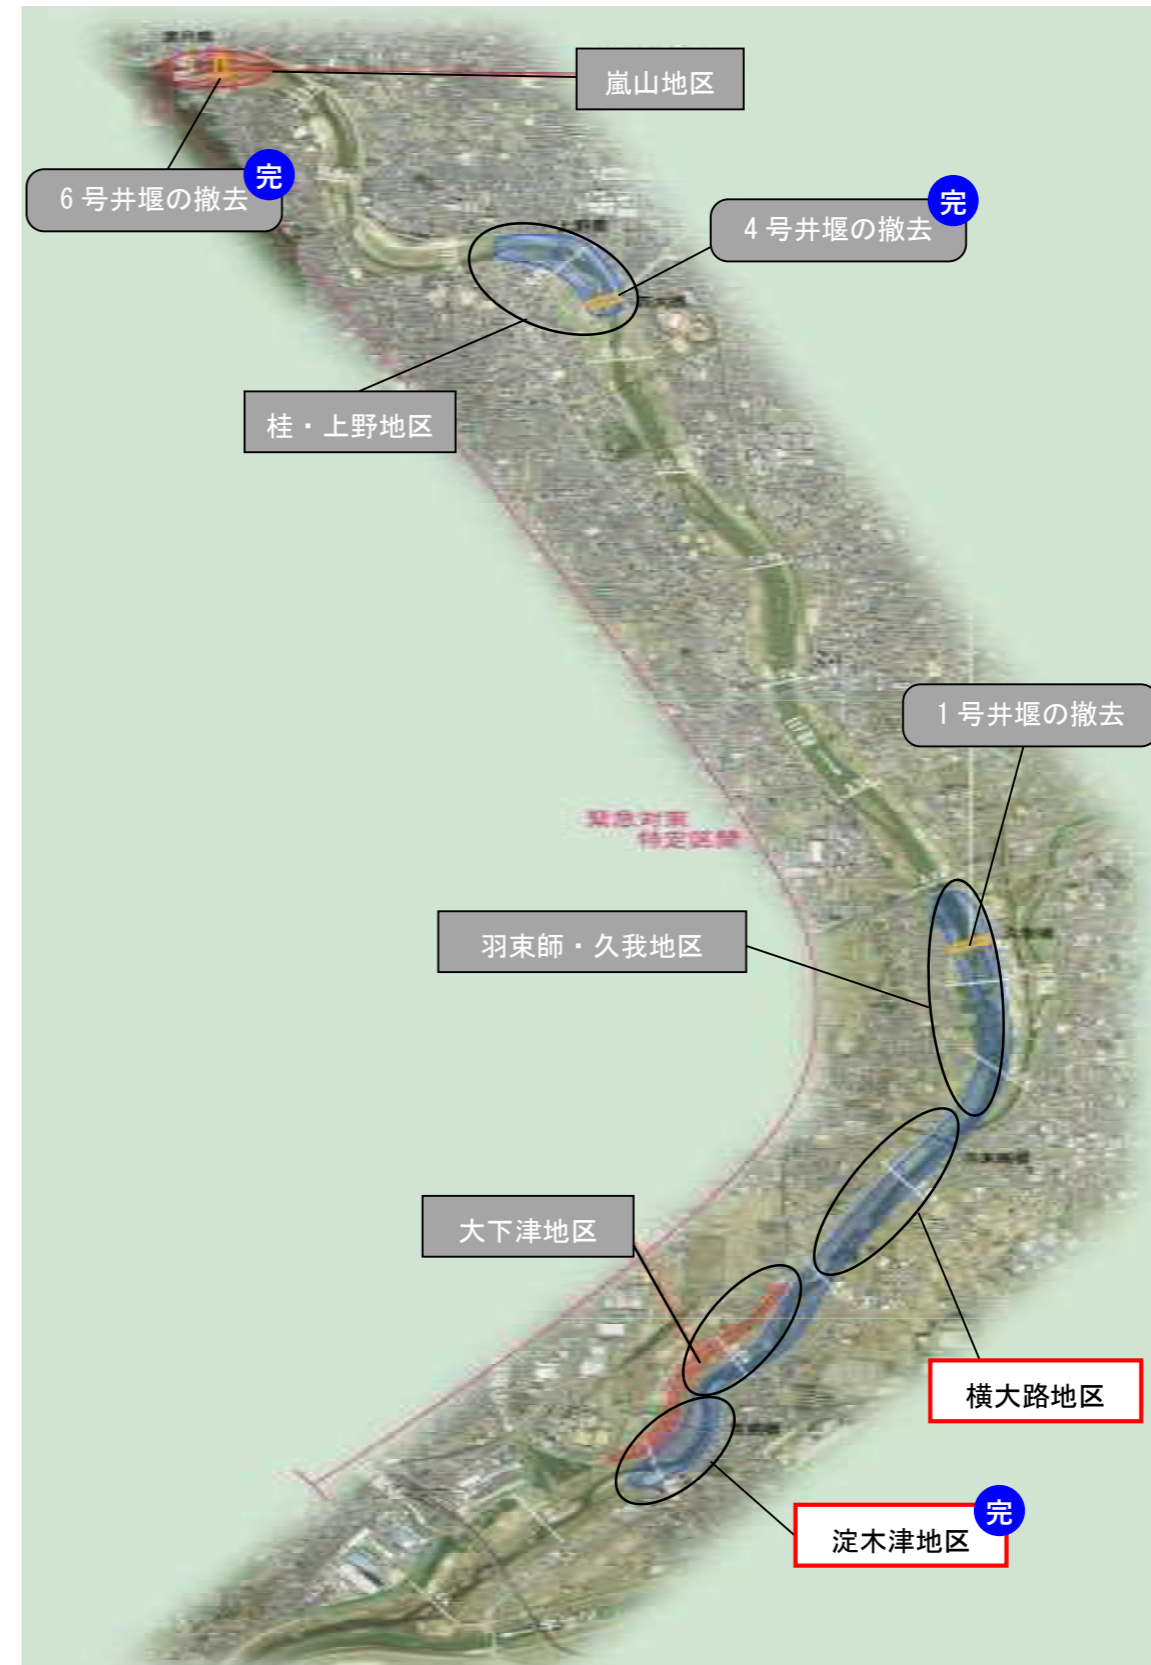 嵐山地区
完
6号井堰の撤去
完
4号井堰の撤去
桂・上野地区
1号井堰の撤去
緊急対策
特定区間
羽束師・久我地区
大下津地区
横大路地区
完
淀木津地区